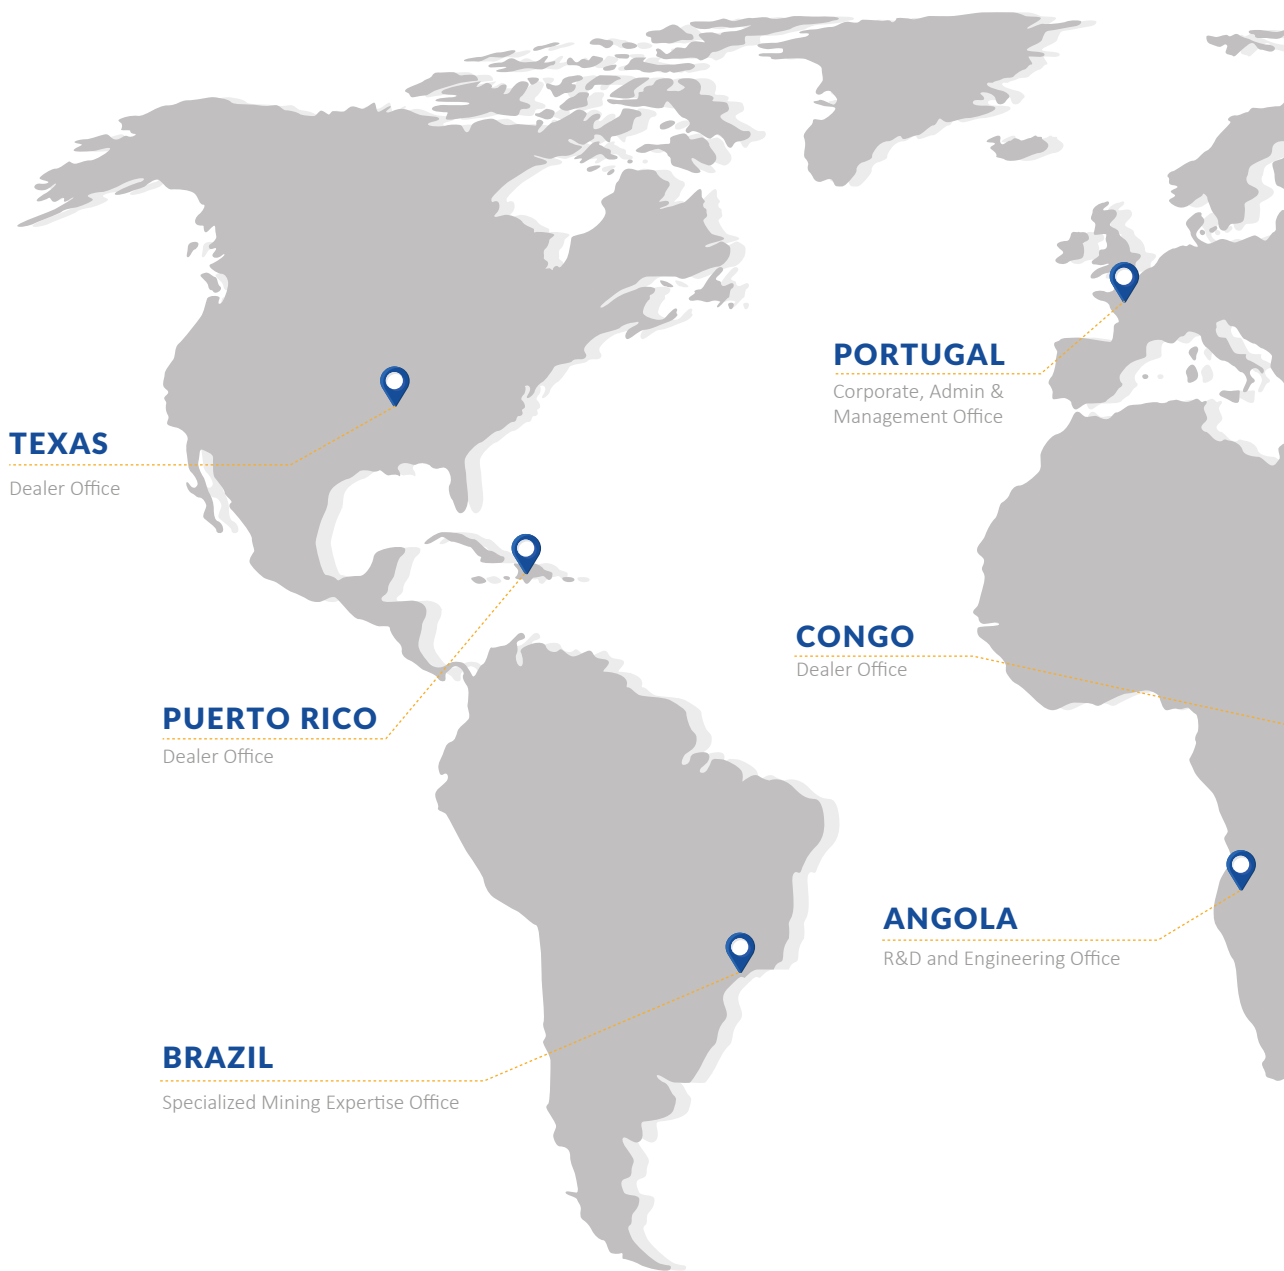 PORTUGAL
Corporate, Admin &
Management Office
TEXAS
Dealer Office
CONGO
Dealer Office
PUERTO RICO
Dealer Office
ANGOLA
R&D and Engineering Office
BRAZIL
Specialized Mining Expertise Office